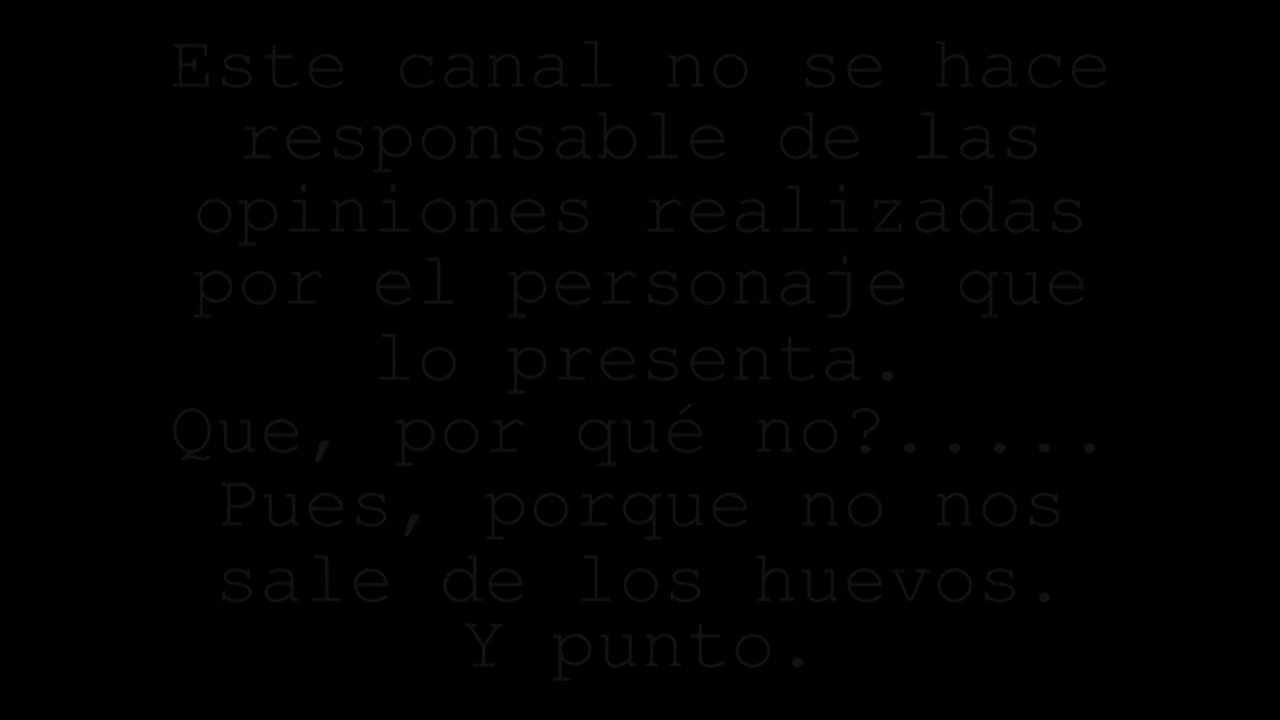 Este canal no se hace
responsable de las
opiniones realizadas
por el personaje que
lo presenta.
Que, por qué no?.....
Pues, porque no nos
sale de los huevos.
Y punto.